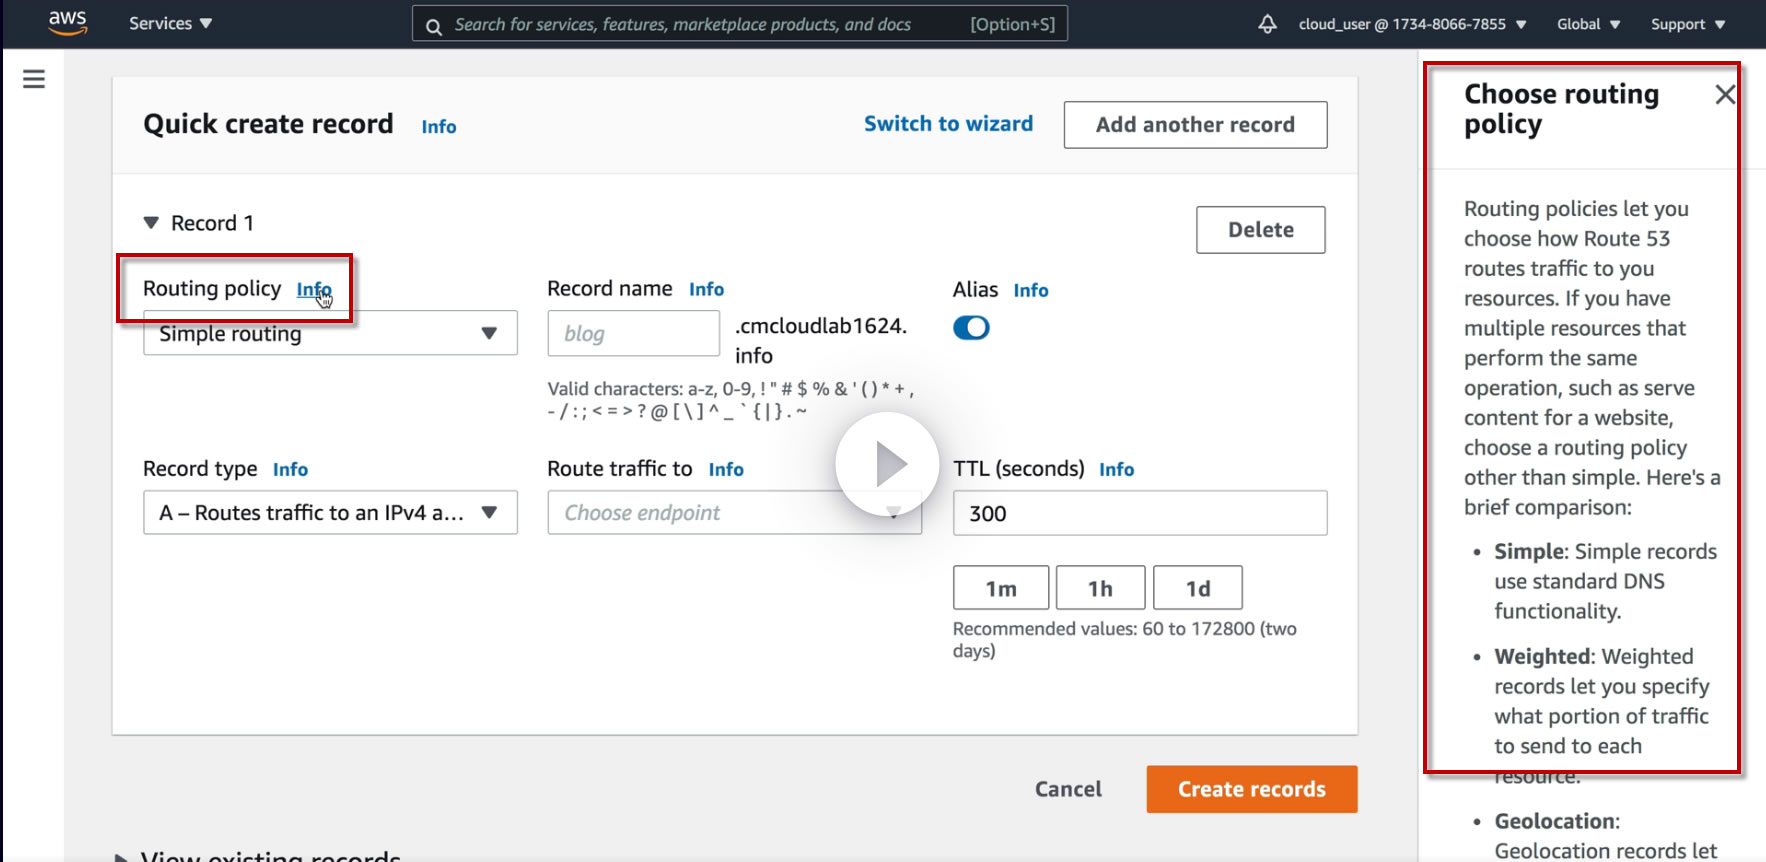 aws
Services
Search for services, features, marketplace products, and docs
[Option+S]
cloud_user @ 1734-8066-7855
Global
Support
Quick create record Info
Switch to wizard
Add another record
Record 1
Delete
Routing policy Info
Simple routing
Record name Info
blog
.cmcloudlab1624.
info
Valid characters: a-z, 0-9, ! " # $ % & ' ( ) * + ,
- / : ; < = > ? @ [ \ ] ^ _ ` { | } . ~
Alias Info
Record type Info
A – Routes traffic to an IPv4 a...
Route traffic to Info
Choose endpoint
TTL (seconds) Info
300
1m
1h
1d
Recommended values: 60 to 172800 (two
days)
Cancel
Create records
View existing records
Choose routing
policy
Routing policies let you
choose how Route 53
routes traffic to you
resources. If you have
multiple resources that
perform the same
operation, such as serve
content for a website,
choose a routing policy
other than simple. Here's a
brief comparison:
• Simple: Simple records
use standard DNS
functionality.
• Weighted: Weighted
records let you specify
what portion of traffic
to send to each
resource.
• Geolocation:
Geolocation records let